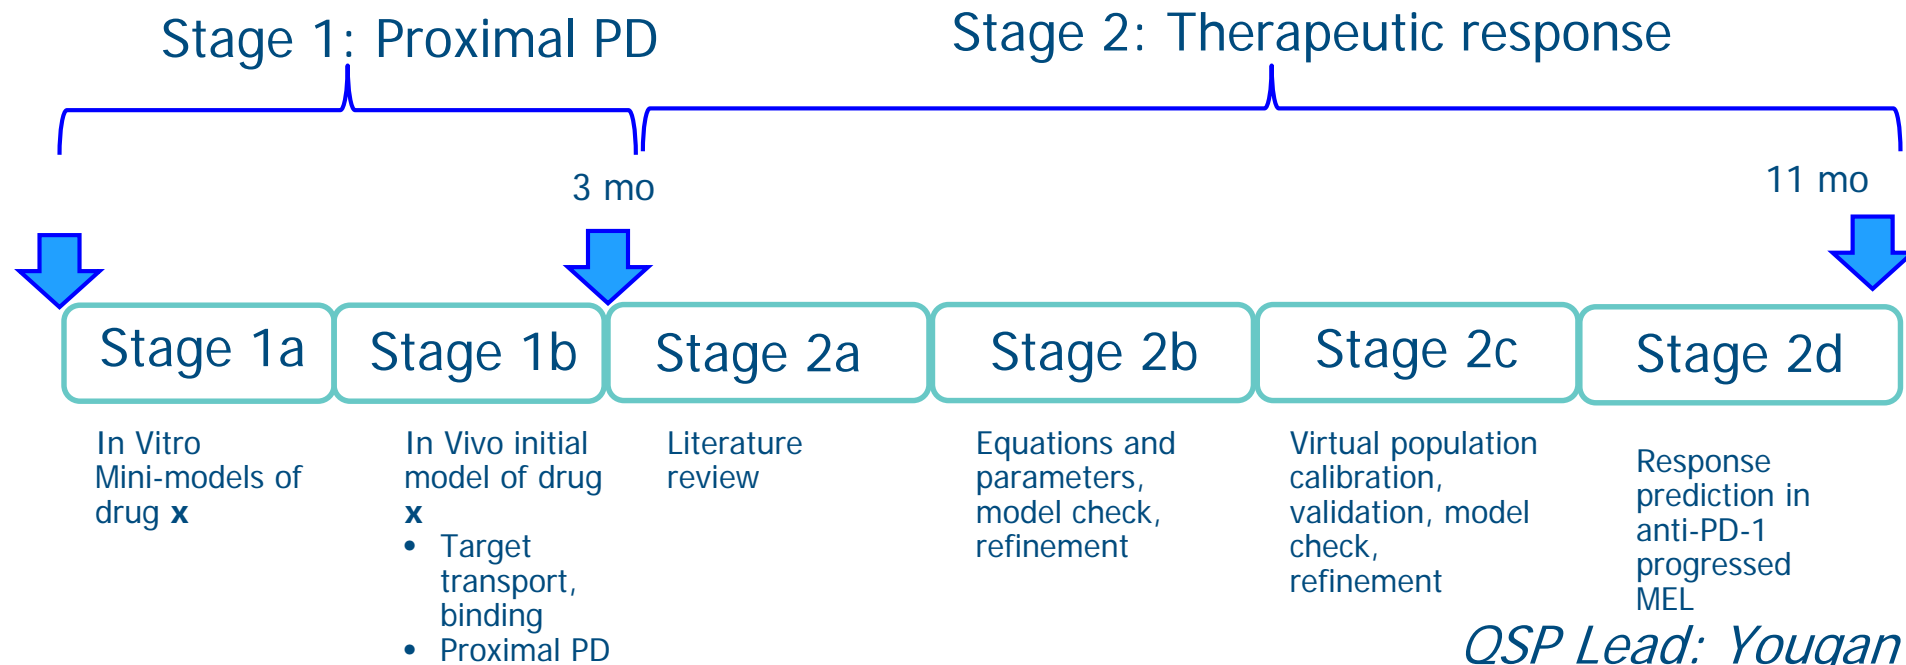 Stage 1: Proximal PD
Stage 2: Therapeutic response
3 mo
11 mo
Stage 1a
Stage 1b
Stage 2a
Stage 2b
Stage 2c
Stage 2d
In Vitro
Mini-models of
drug x
In Vivo initial
model of drug
x
• Target
transport,
binding
• Proximal PD
Literature
review
Equations and
parameters,
model check,
refinement
Virtual population
calibration,
validation, model
check,
refinement
Response
prediction in
anti-PD-1
progressed
MEL
QSP Lead: Yougan